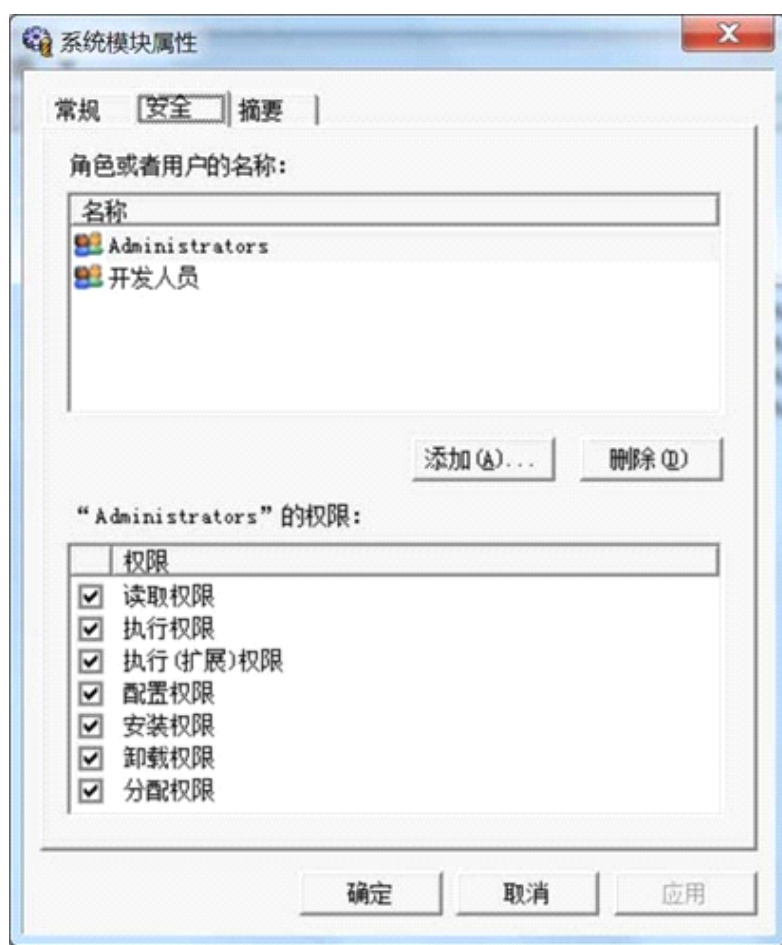 系统模块属性
常规 安全 摘要
角色或者用户的名称：
名称
Administrators
开发人员
添加(A)... 删除(D)
“Administrators”的权限：
权限
读取权限
执行权限
执行(扩展)权限
配置权限
安装权限
卸载权限
分配权限
确定 取消 应用